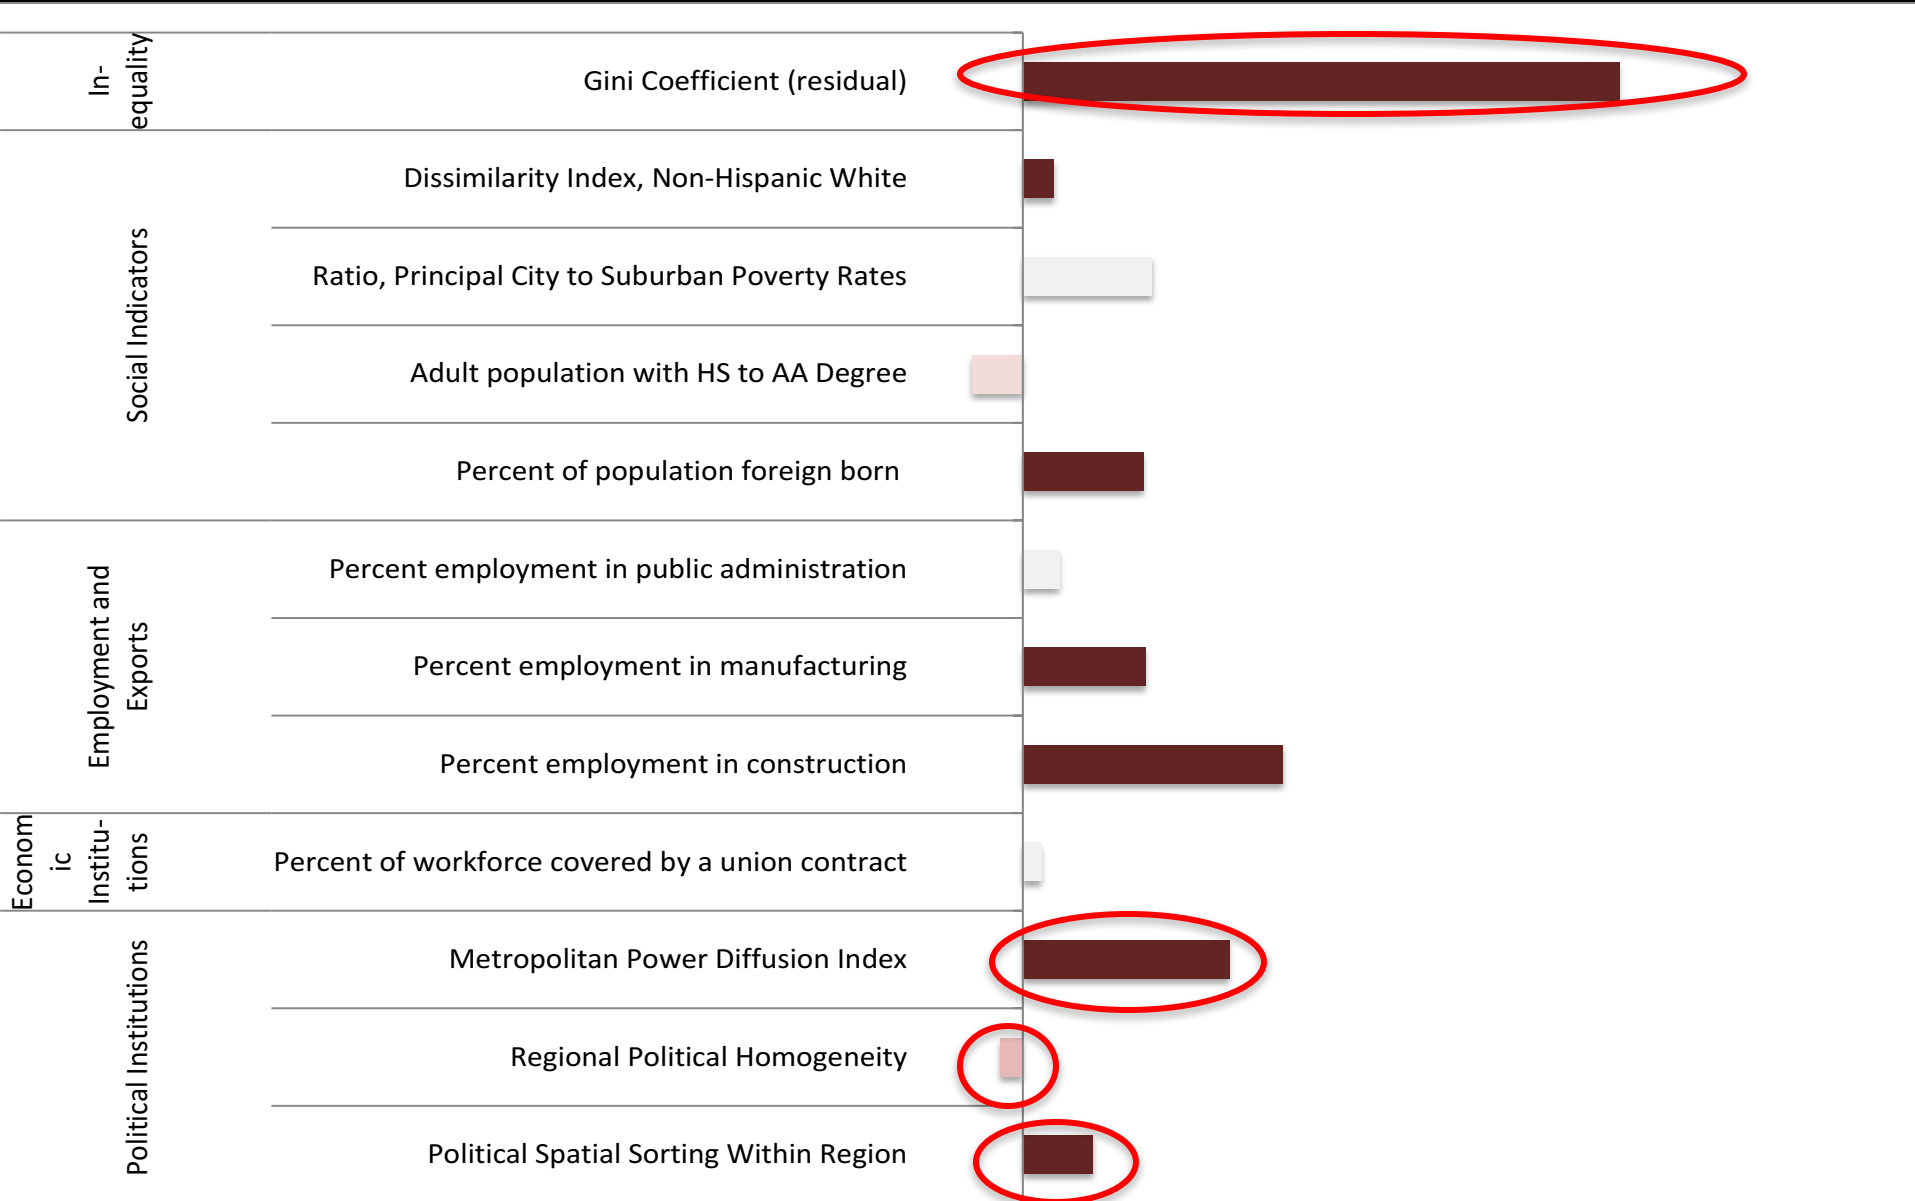 In-
equality
Gini Coefficient (residual)
Social Indicators
Dissimilarity Index, Non-Hispanic White
Ratio, Principal City to Suburban Poverty Rates
Adult population with HS to AA Degree
Percent of population foreign born
Employment and
Exports
Percent employment in public administration
Percent employment in manufacturing
Percent employment in construction
Econom
ic
Institu-
tions
Percent of workforce covered by a union contract
Political Institutions
Metropolitan Power Diffusion Index
Regional Political Homogeneity
Political Spatial Sorting Within Region